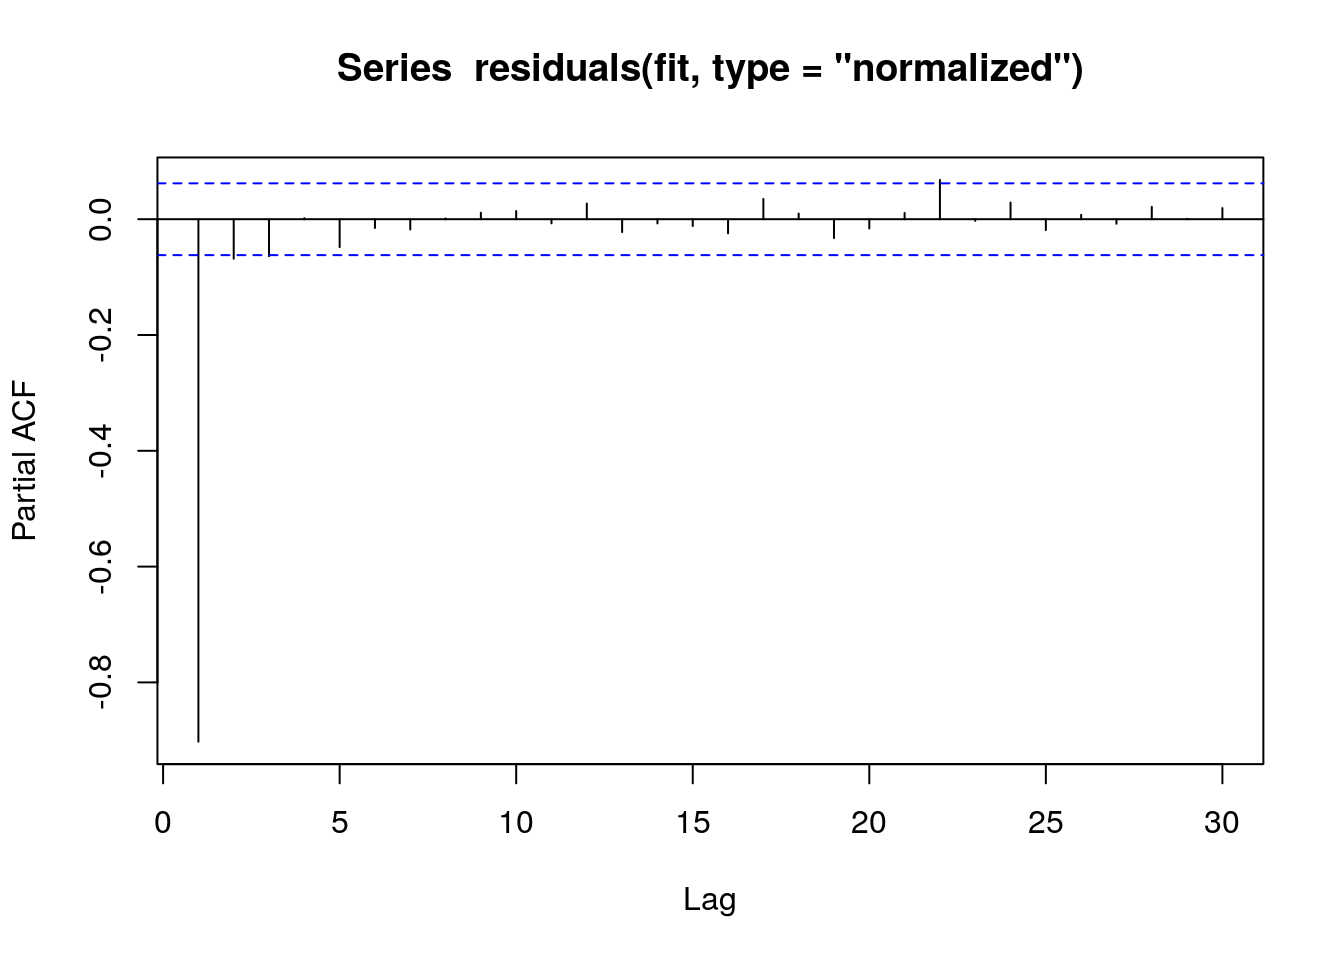 Series  residuals(fit, type = "normalized")
Partial ACF
0.0
-0.2
-0.4
-0.6
-0.8
0 5 10 15 20 25 30
Lag